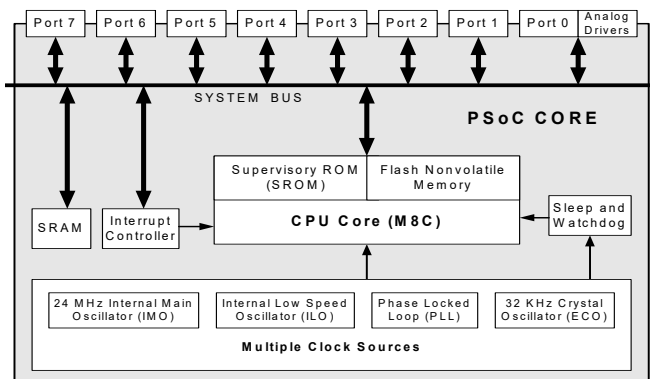 Port 7 Port 6 Port 5 Port 4 Port 3 Port 2 Port 1 Port 0 Analog
Drivers
SYSTEM BUS
PSoC CORE
Supervisory ROM
(SROM)
Flash Nonvolatile
Memory
CPU Core (M8C)
SRAM
Interrupt
Controller
Sleep and
Watchdog
24 MHz Internal Main
Oscillator (IMO)
Internal Low Speed
Oscillator (ILO)
Phase Locked
Loop (PLL)
32 KHz Crystal
Oscillator (ECO)
Multiple Clock Sources